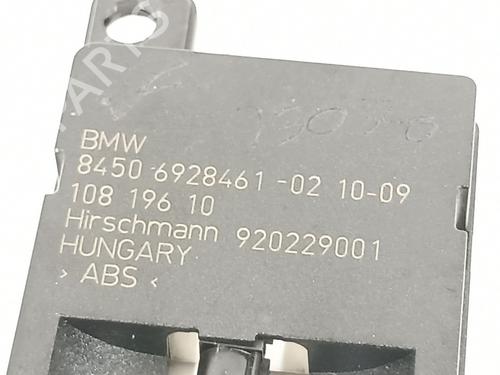 BMW
8450 6928461 -02 10-09
108 196 10
Hirschmann 920229001
HUNGARY
> ABS <